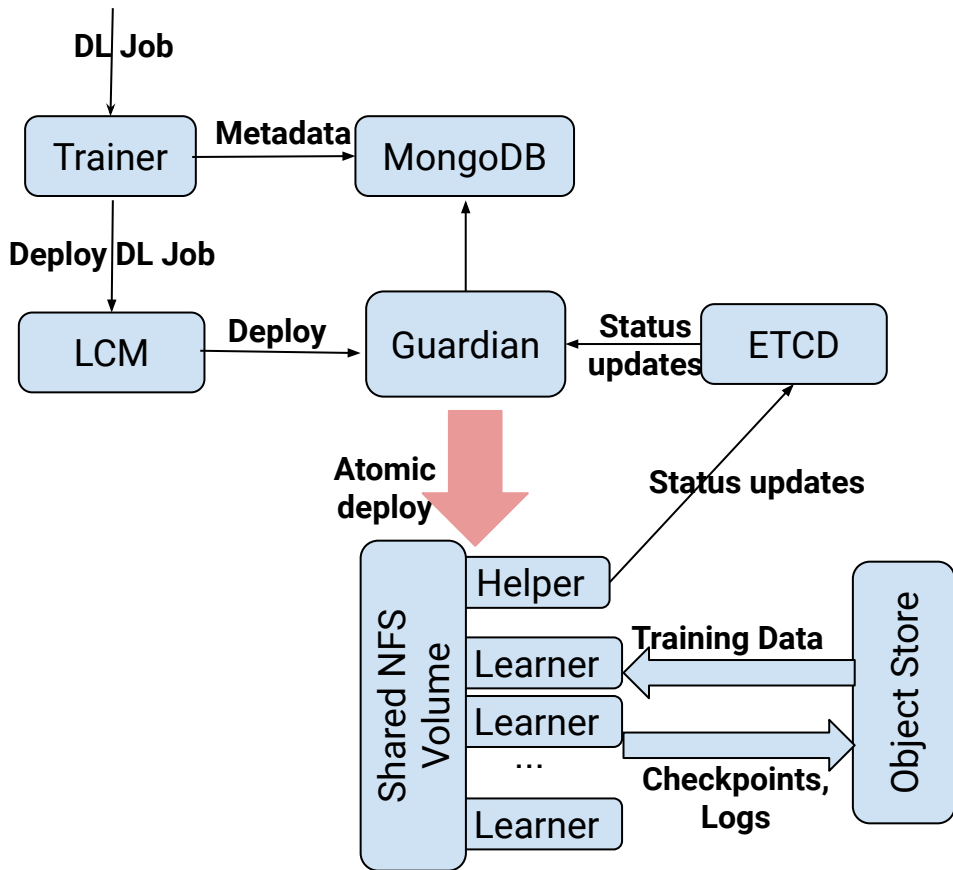 DL Job
Trainer
Metadata
MongoDB
Deploy DL Job
LCM
Deploy
Guardian
Status
updates
ETCD
Atomic
deploy
Status updates
Shared NFS
Volume
Helper
Learner
Learner
...
Learner
Training Data
Checkpoints,
Logs
Object Store